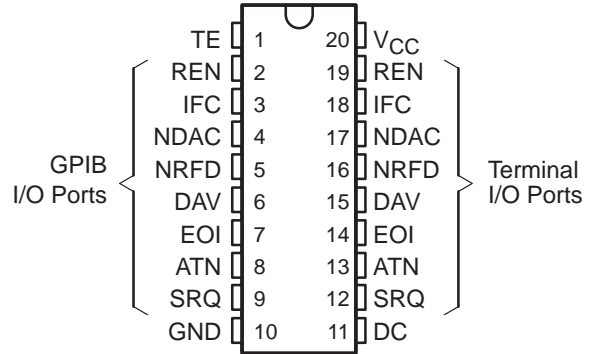 TE 1 20 VCC
REN 2 19 REN
IFC 3 18 IFC
NDAC 4 17 NDAC
NRFD 5 16 NRFD
DAV 6 15 DAV
EOI 7 14 EOI
ATN 8 13 ATN
SRQ 9 12 SRQ
GND 10 11 DC
GPIB
I/O Ports
Terminal
I/O Ports